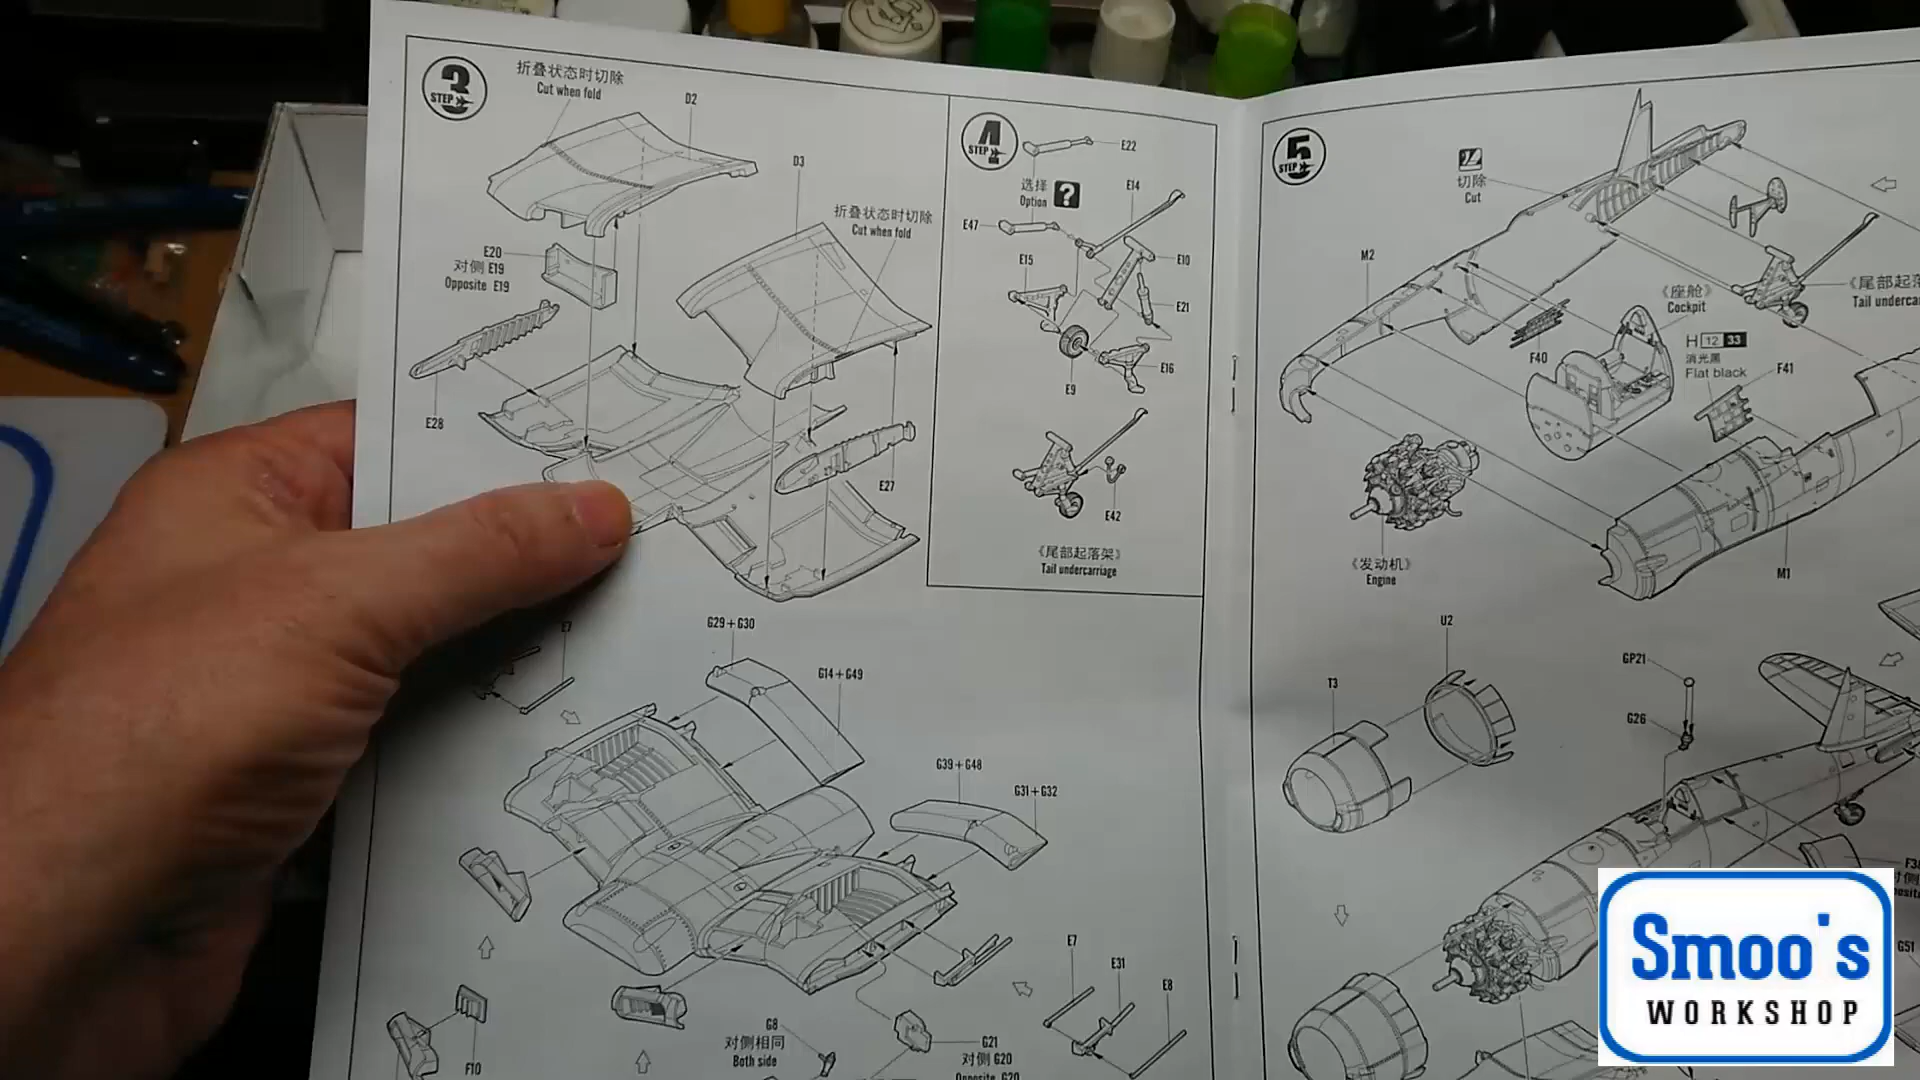 3
STEP
折叠状态时切除
Cut when fold
D2
D3
折叠状态时切除
Cut when fold
E20
对侧 E19
Opposite E19
E28
E27
4
STEP
E22
选择
Option
?
E14
E47
E10
E15
E21
E9
E16
E42
《尾部起落架》
Tail undercarriage
5
STEP
切除
Cut
M2
《座舱》
Cockpit
F40
H 12 33
消光黑
Flat black
F41
《发动机》
Engine
M1
E7
G29+G30
G14+G49
G39+G48
G31+G32
E7
E31
E8
F10
G8
对侧相同
Both side
G21
对侧 G20
Opposite G20
U2
T3
GP21
G26
G51
Smoo's
WORKSHOP